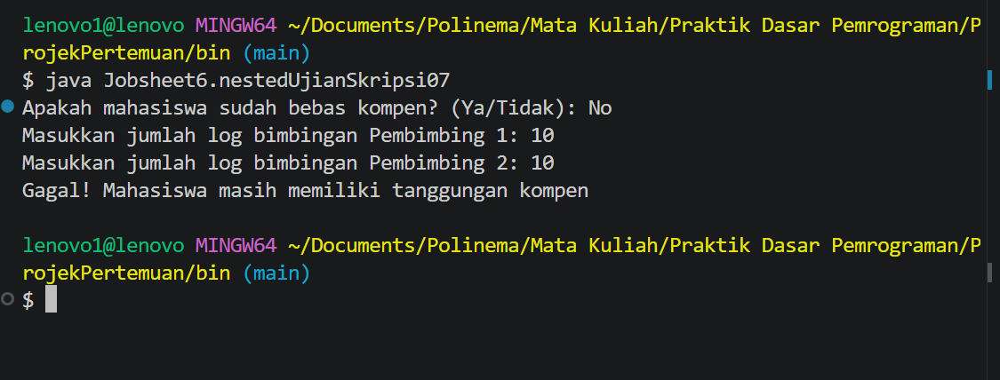 lenovo1@lenovo MINGW64 ~/Documents/Polinema/Mata Kuliah/Praktik Dasar Pemrograman/P
rojekPertemuan/bin (main)
$ java Jobsheet6.nestedUjianSkripsi07
Apakah mahasiswa sudah bebas kompen? (Ya/Tidak): No
Masukkan jumlah log bimbingan Pembimbing 1: 10
Masukkan jumlah log bimbingan Pembimbing 2: 10
Gagal! Mahasiswa masih memiliki tanggungan kompen
lenovo1@lenovo MINGW64 ~/Documents/Polinema/Mata Kuliah/Praktik Dasar Pemrograman/P
rojekPertemuan/bin (main)
$